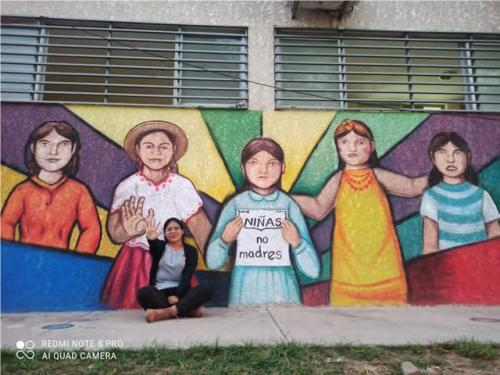 NIÑAS
no
madres
REDMI NOTE 8 PRO
AI QUAD CAMERA